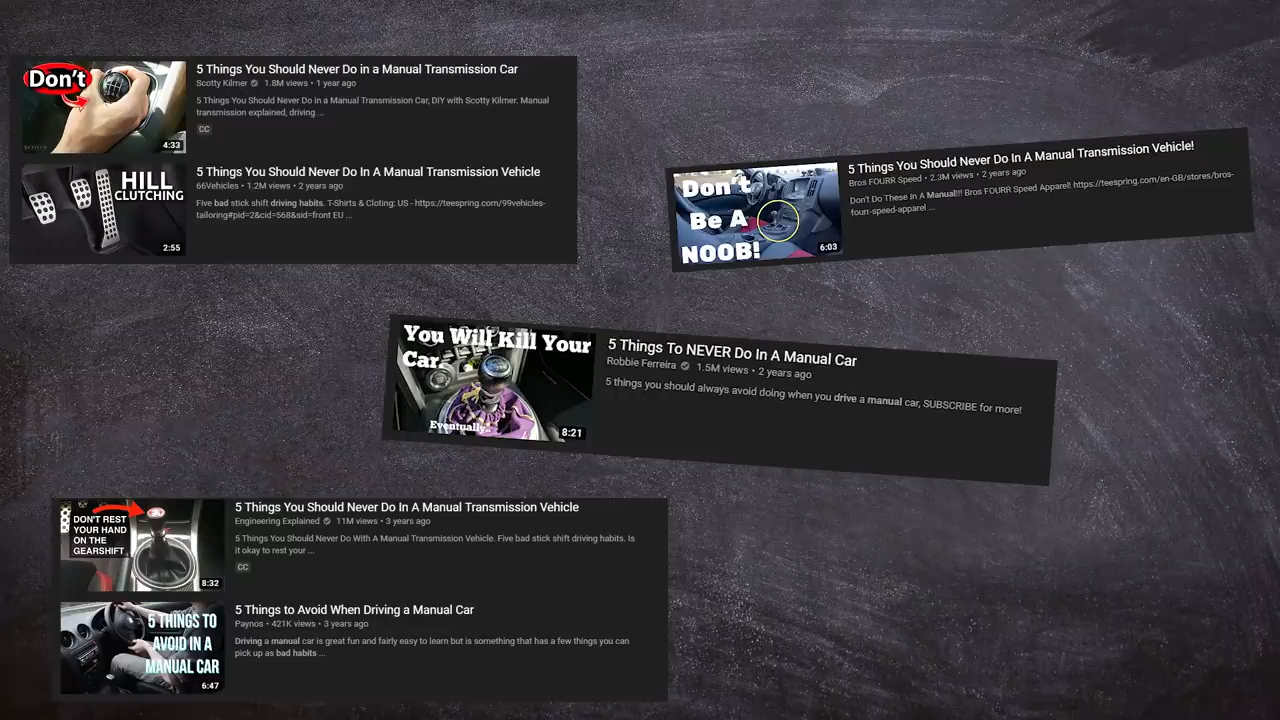 Don't
4:33
5 Things You Should Never Do in a Manual Transmission Car
Scotty Kilmer 1.8M views • 1 year ago
5 Things You Should Never Do in a Manual Transmission Car, DIY with Scotty Kilmer. Manual
transmission explained, driving ...
CC
HILL
CLUTCHING
2:55
5 Things You Should Never Do In A Manual Transmission Vehicle
66Vehicles • 1.2M views • 2 years ago
Five bad stick shift driving habits. T-Shirts & Cloting: US - https://teespring.com/99vehicles-
tailoring#pid=2&cid=568&sid=front EU ...
Don't
Be A
NOOB!
6:03
5 Things You Should Never Do In A Manual Transmission Vehicle!
Bros FOURR Speed • 2.3M views • 2 years ago
Don't Do These In A Manual!!! Bros FOURR Speed Apparel! https://teespring.com/en-GB/stores/bros-
fourr-speed-apparel ...
You Will Kill Your
Car
Eventually..
8:21
5 Things To NEVER Do In A Manual Car
Robbie Ferreira 1.5M views • 2 years ago
5 things you should always avoid doing when you drive a manual car, SUBSCRIBE for more!
DON'T REST
YOUR HAND
ON THE
GEARSHIFT
8:32
5 Things You Should Never Do In A Manual Transmission Vehicle
Engineering Explained 11M views • 3 years ago
5 Things You Should Never Do With A Manual Transmission Vehicle. Five bad stick shift driving habits. Is
it okay to rest your ...
CC
5 THINGS TO
AVOID IN A
MANUAL CAR
6:47
5 Things to Avoid When Driving a Manual Car
Paynos • 421K views • 3 years ago
Driving a manual car is great fun and fairly easy to learn but is something that has a few things you can
pick up as bad habits ...